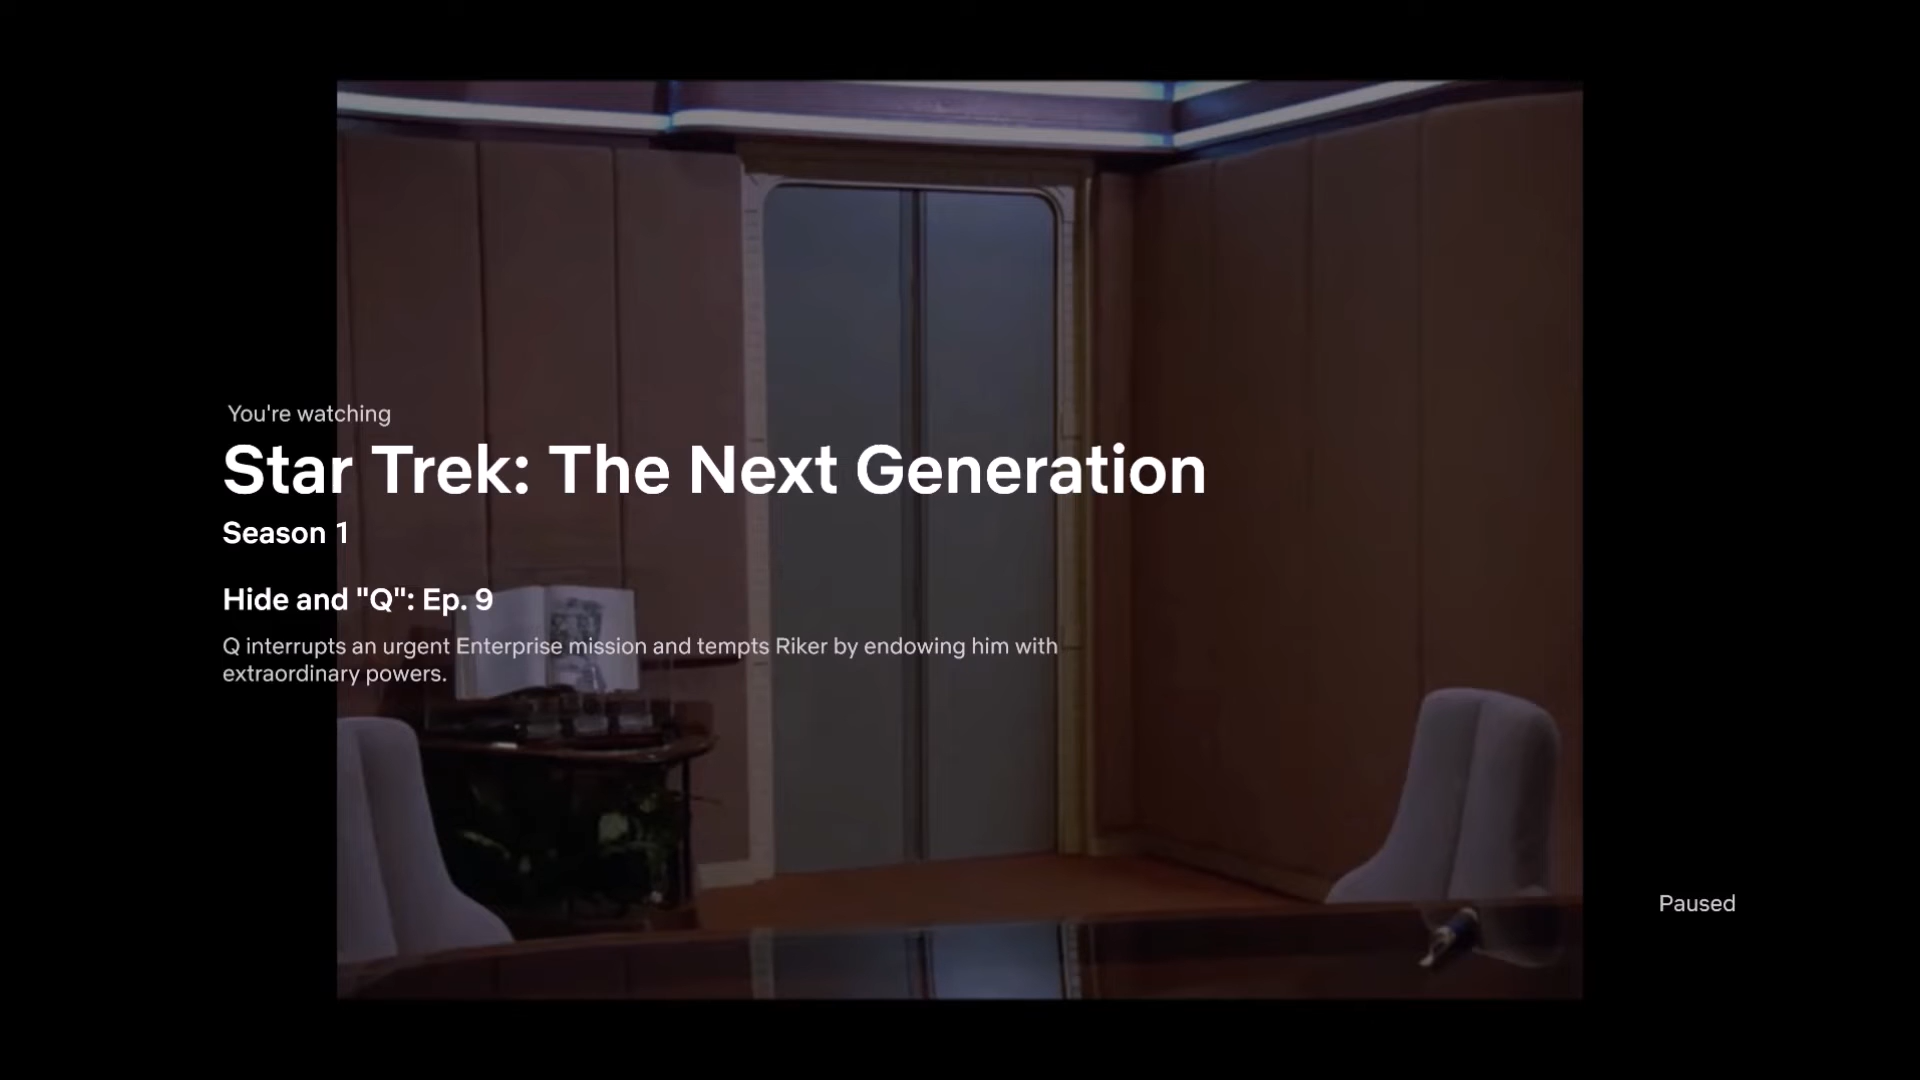 You're watching
Star Trek: The Next Generation
Season 1
Hide and "Q": Ep. 9
Q interrupts an urgent Enterprise mission and tempts Riker by endowing him with
extraordinary powers.
Paused